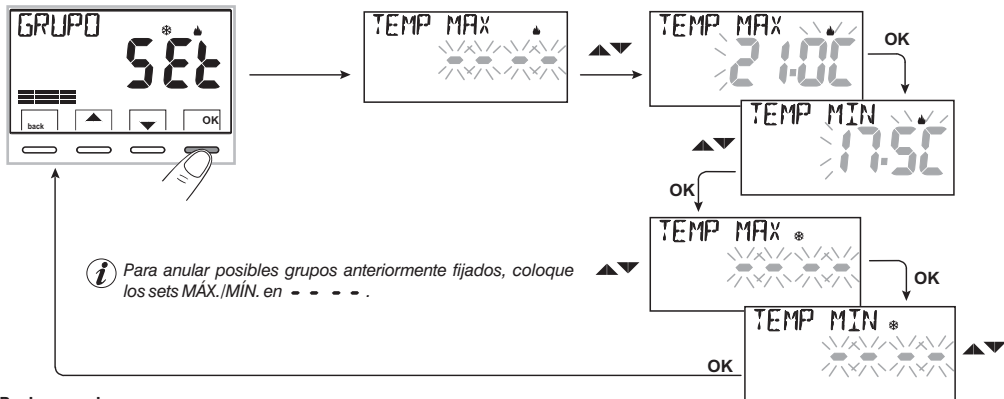 GRUPO
SEt
back
OK
TEMP MAX
- - - -
TEMP MAX
21.0C
OK
TEMP MIN
17.5C
OK
TEMP MAX
- - - -
OK
TEMP MIN
- - - -
OK
i Para anular posibles grupos anteriormente fijados, coloque
los sets MÁX./MÍN. en - - - - .